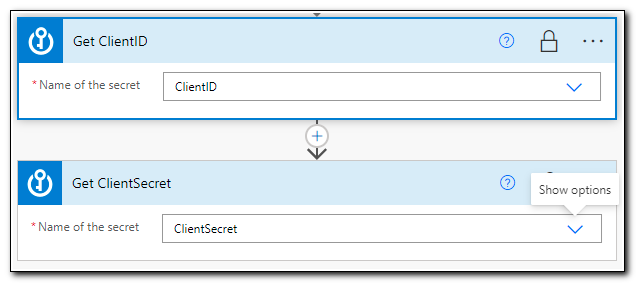 Get ClientID
* Name of the secret
ClientID
Get ClientSecret
Show options
* Name of the secret
ClientSecret